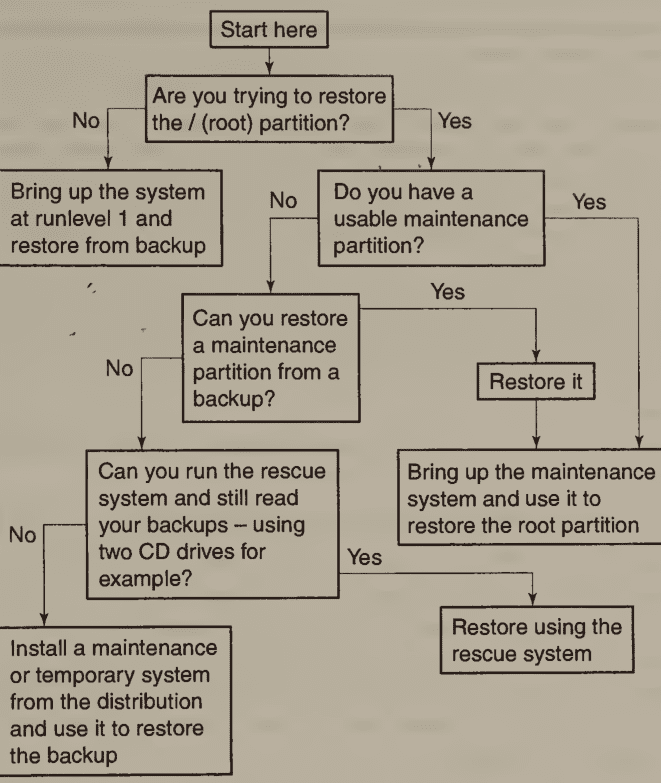 Start here
Are you trying to restore
the / (root) partition?
No
Yes
Bring up the system
at runlevel 1 and
restore from backup
No
Do you have a
usable maintenance
partition?
Yes
Can you restore
a maintenance
partition from a
backup?
Yes
No
Restore it
Can you run the rescue
system and still read
your backups – using
two CD drives for
example?
Bring up the maintenance
system and use it to
restore the root partition
No
Yes
Install a maintenance
or temporary system
from the distribution
and use it to restore
the backup
Restore using the
rescue system